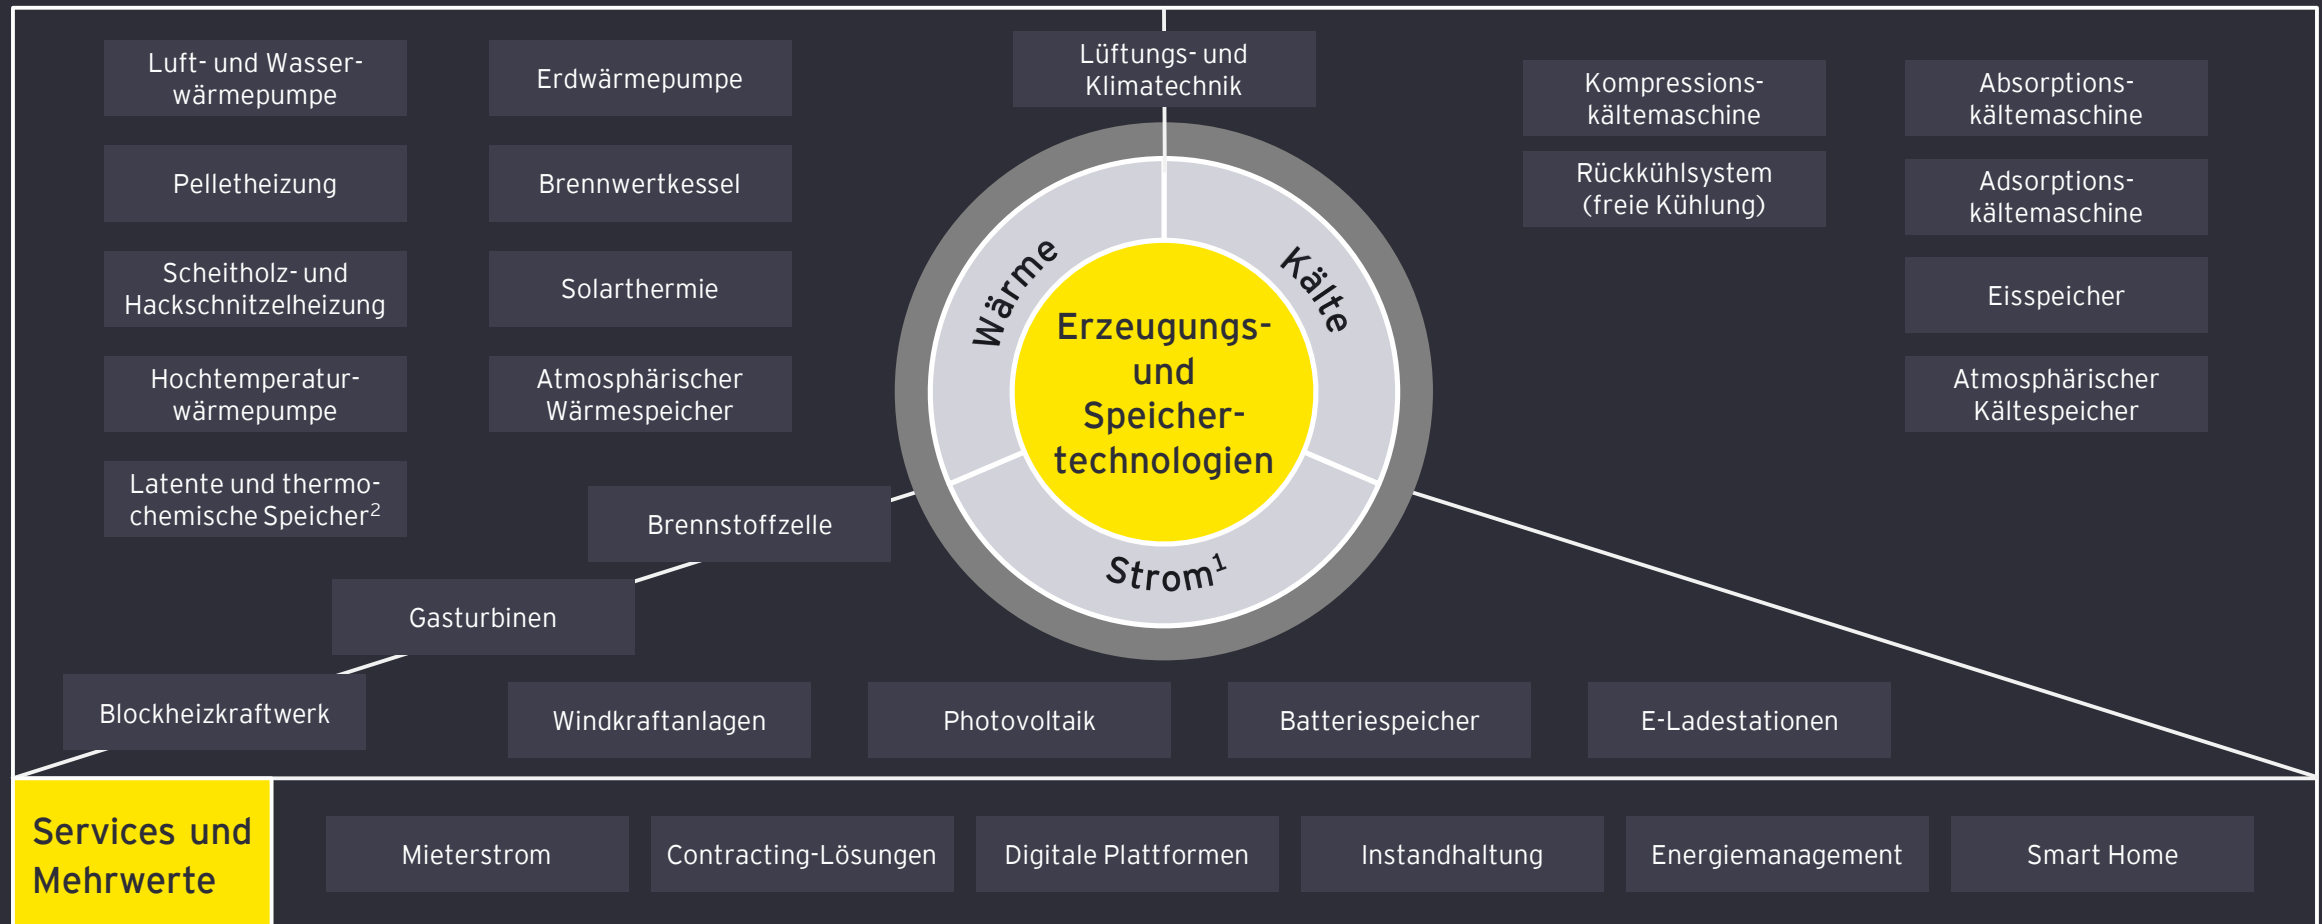 Luft- und Wasser-
wärmepumpe
Erdwärmepumpe
Lüftungs- und
Klimatechnik
Kompressions-
kältemaschine
Absorptions-
kältemaschine
Pelletheizung
Brennwertkessel
Rückkühlsystem
(freie Kühlung)
Adsorptions-
kältemaschine
Scheitholz- und
Hackschnitzelheizung
Solarthermie
Wärme
Kälte
Eisspeicher
Erzeugungs-
und
Speicher-
technologien
Hochtemperatur-
wärmepumpe
Atmosphärischer
Wärmespeicher
Atmosphärischer
Kältespeicher
Latente und thermo-
chemische Speicher²
Brennstoffzelle
Strom¹
Gasturbinen
Blockheizkraftwerk
Windkraftanlagen
Photovoltaik
Batteriespeicher
E-Ladestationen
Services und
Mehrwerte
Mieterstrom
Contracting-Lösungen
Digitale Plattformen
Instandhaltung
Energiemanagement
Smart Home